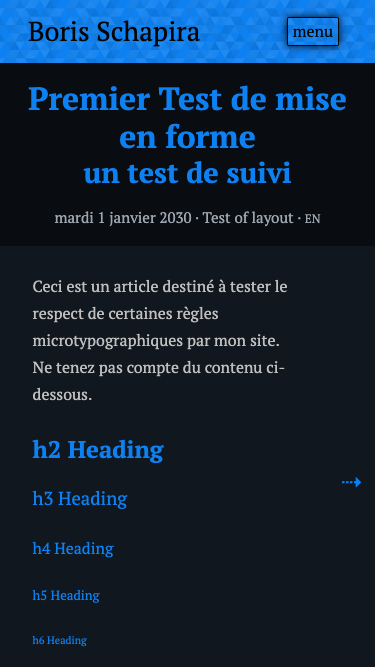 Boris Schapira
menu
Premier Test de mise
en forme
un test de suivi
mardi 1 janvier 2030 · Test of layout · EN
Ceci est un article destiné à tester le
respect de certaines règles
microtypographiques par mon site.
Ne tenez pas compte du contenu ci-
dessous.
h2 Heading
h3 Heading
h4 Heading
h5 Heading
h6 Heading